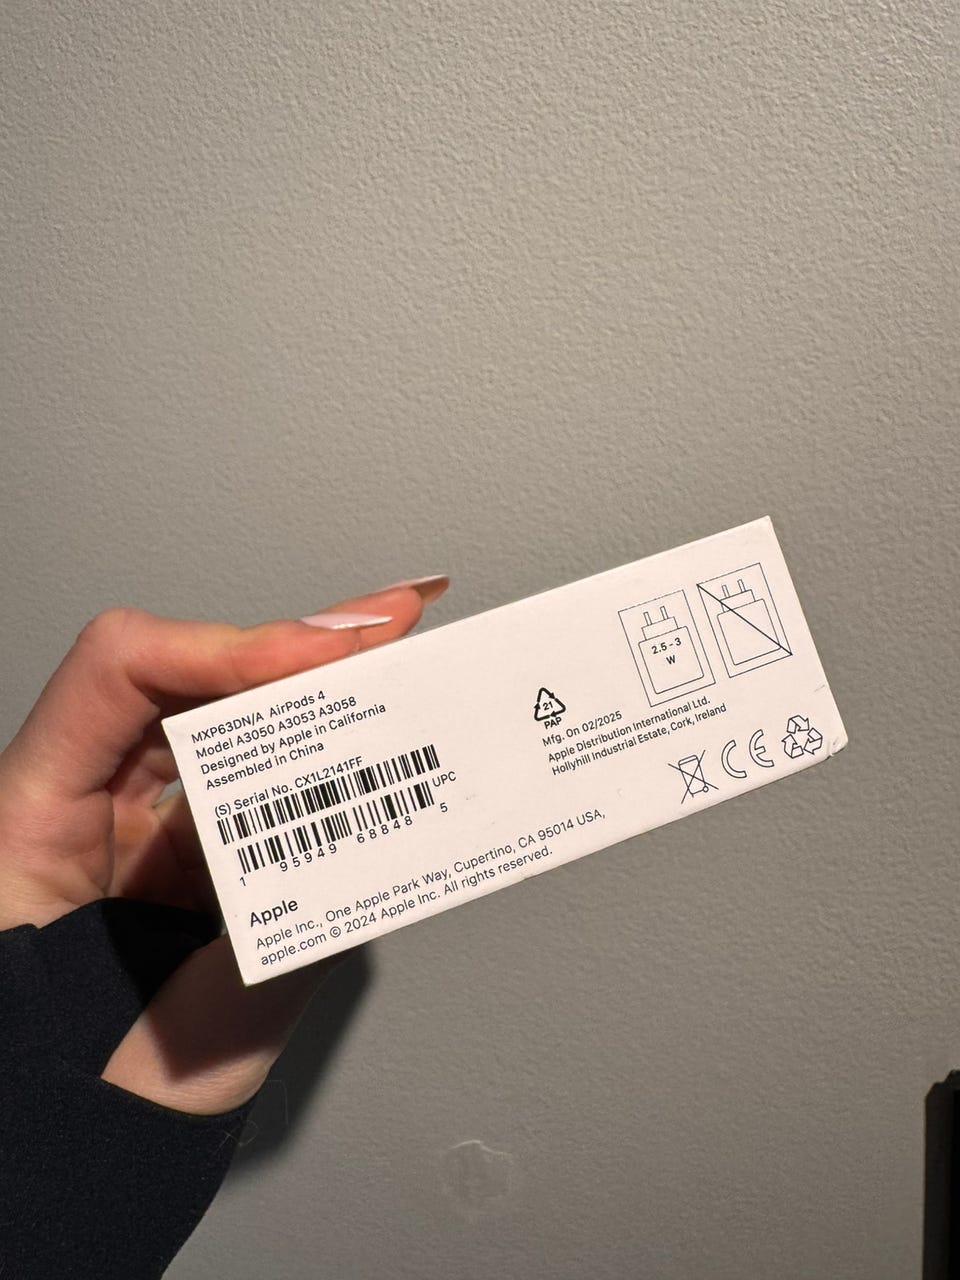 MXP63DN/A AirPods 4
Model A3050 A3053 A3058
Designed by Apple in California
Assembled in China
(S) Serial No. CX1L2141FF
UPC
1 95949 68848 5
Apple
Apple Inc., One Apple Park Way, Cupertino, CA 95014 USA,
apple.com © 2024 Apple Inc. All rights reserved.
21
PAP
Mfg. On 02/2025
Apple Distribution International Ltd.
Hollyhill Industrial Estate, Cork, Ireland
2.5 - 3
W
CE